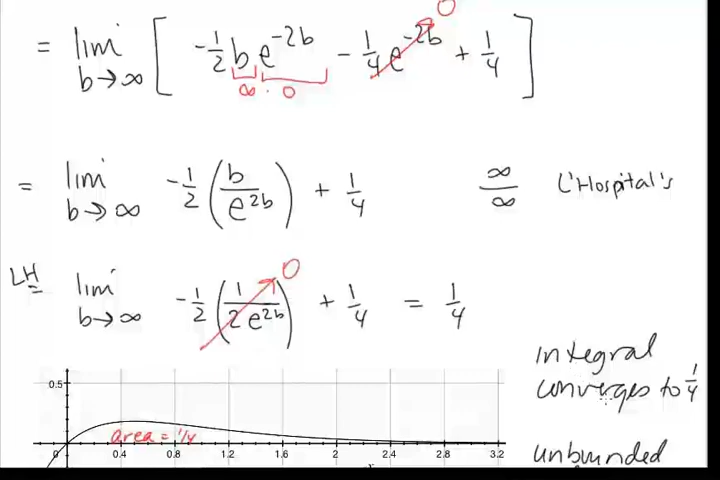 = lim b→∞ [ -1/2 b e^{-2b} - 1/4 e^{-2b} + 1/4 ]
0
∞ · 0
= lim b→∞ -1/2 (b/e^{2b}) + 1/4 ∞/∞ L'Hospital's
LH = lim b→∞ -1/2 (1/2e^{2b}) + 1/4 = 1/4
0
integral
converges to 1/4
0.5
area = 1/4
0 0.4 0.8 1.2 1.6 2 2.4 2.8 3.2
x
unbounded